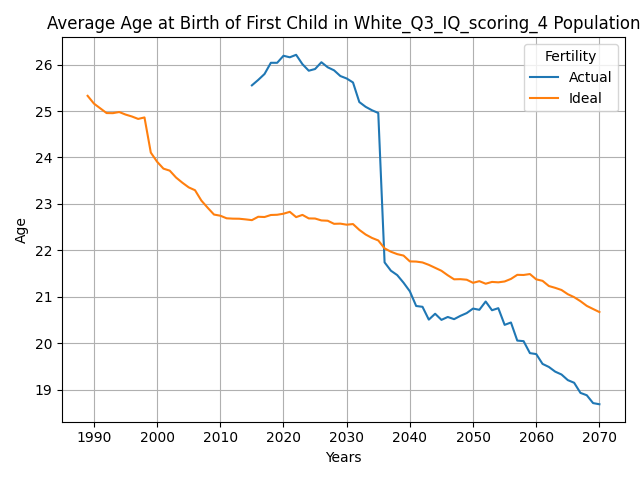 Average Age at Birth of First Child in White_Q3_IQ_scoring_4 Population
Fertility
Actual
Ideal
Age
26
25
24
23
22
21
20
19
1990 2000 2010 2020 2030 2040 2050 2060 2070
Years